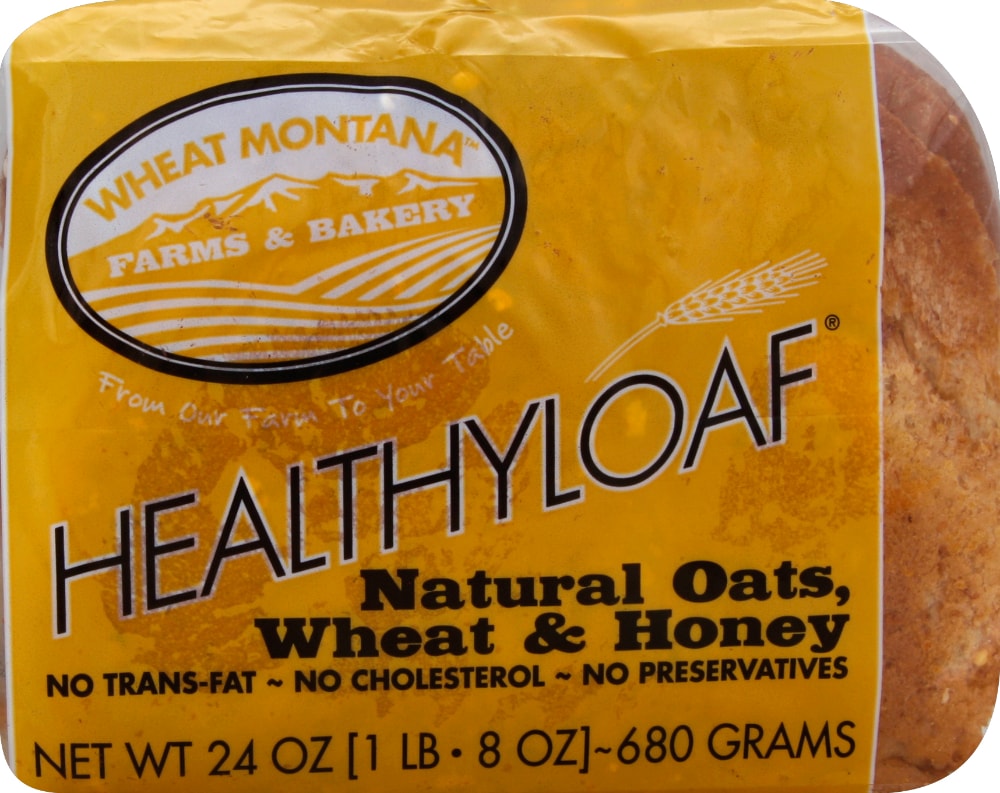 WHEAT MONTANA™
FARMS & BAKERY
From Our Farm To Your Table
HEALTHYLOAF®
Natural Oats,
Wheat & Honey
NO TRANS-FAT ~ NO CHOLESTEROL ~ NO PRESERVATIVES
NET WT 24 OZ [1 LB • 8 OZ]~680 GRAMS